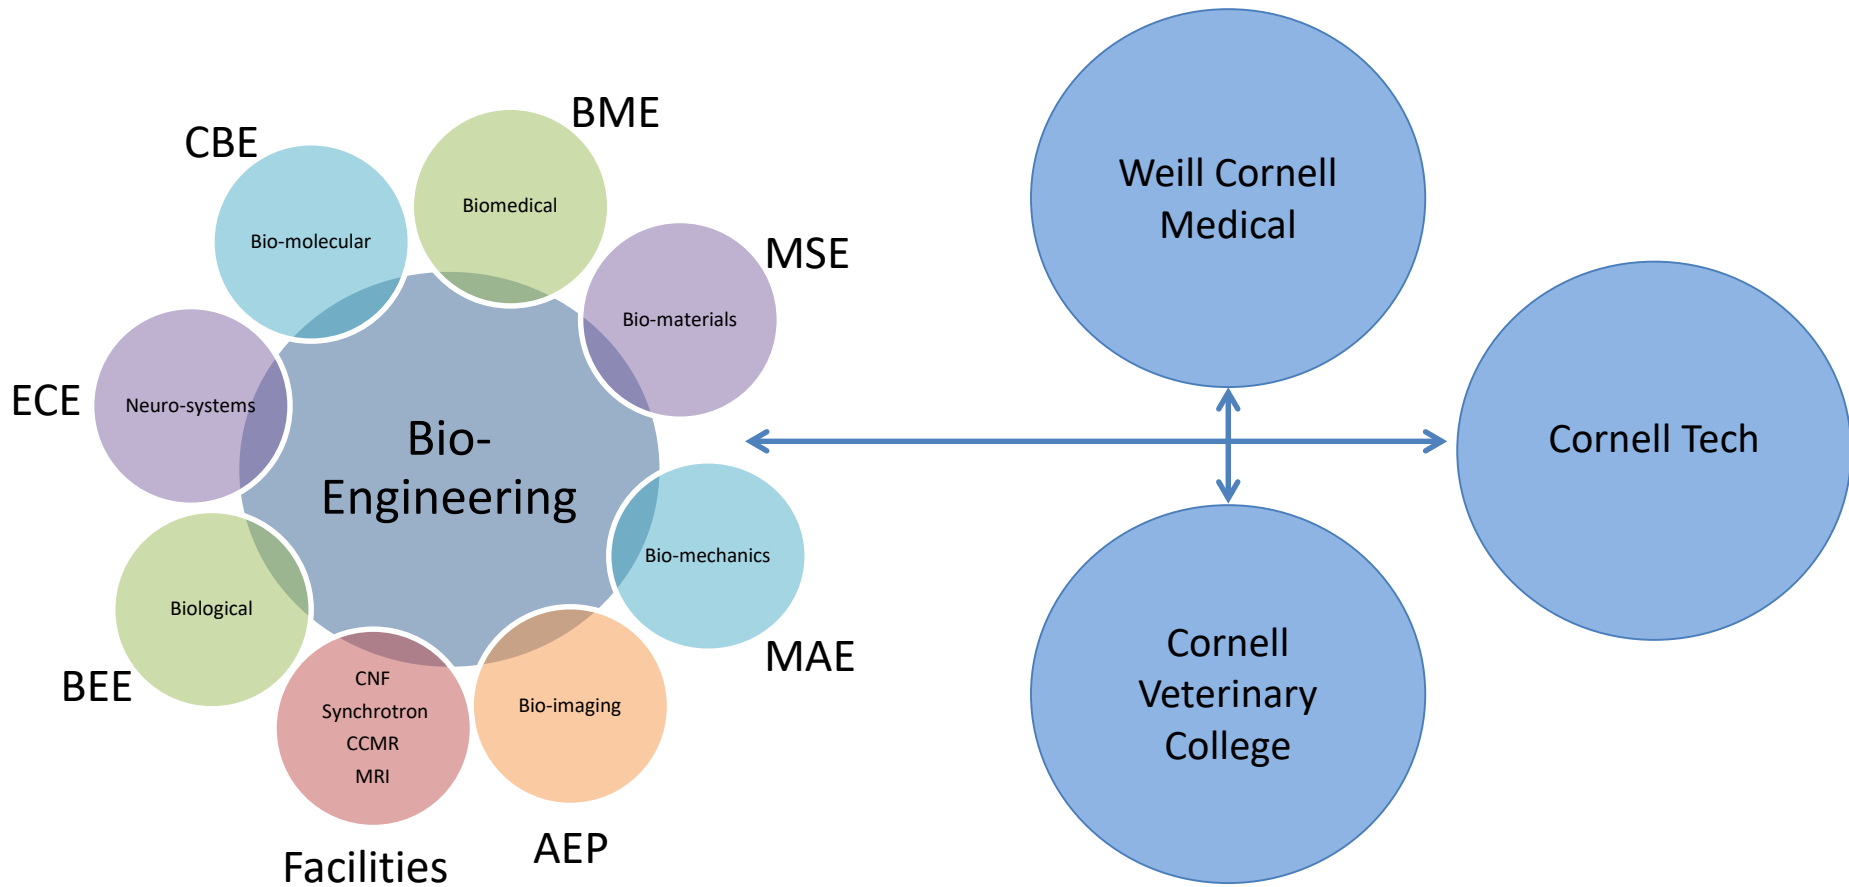 BME
CBE
Biomedical
Bio-molecular
MSE
Bio-materials
ECE
Neuro-systems
Bio-
Engineering
Bio-mechanics
MAE
Biological
BEE
CNF
Synchrotron
CCMR
MRI
Bio-imaging
AEP
Facilities
Weill Cornell
Medical
Cornell Tech
Cornell
Veterinary
College